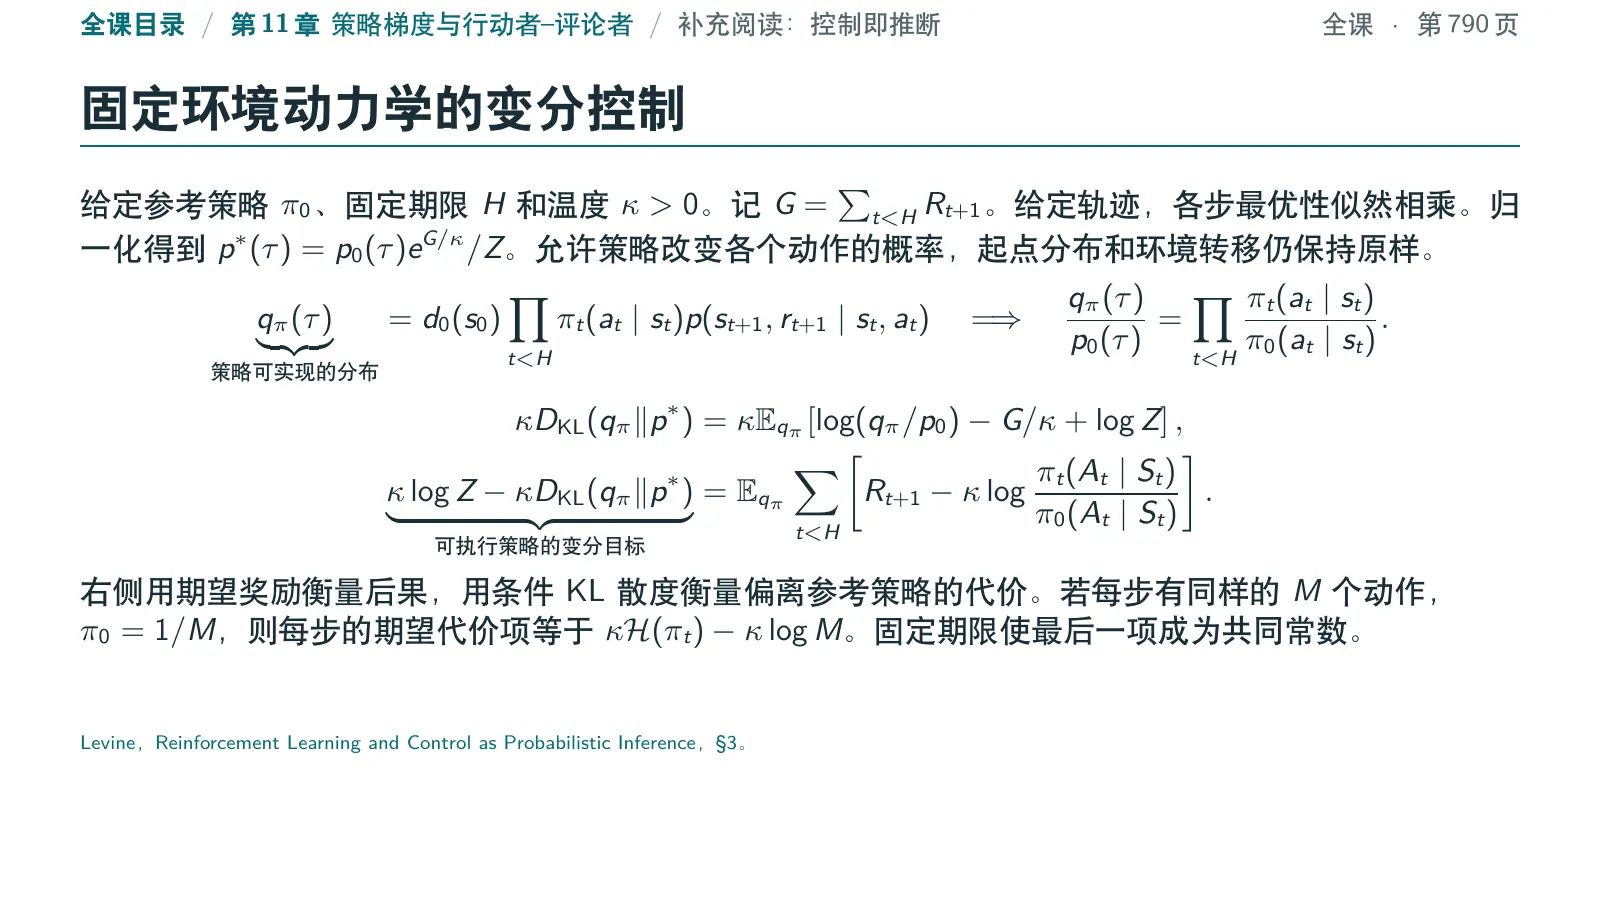 全课目录 / 第 11 章 策略梯度与行动者–评论者 / 补充阅读：控制即推断
全课 · 第 790 页
固定环境动力学的变分控制
给定参考策略 π₀、固定期限 H 和温度 κ > 0。记 G = ∑_{t<H} R_{t+1}。给定轨迹，各步最优性似然相乘。归
一化得到 p*(τ) = p₀(τ)e^{G/κ}/Z。允许策略改变各个动作的概率，起点分布和环境转移仍保持原样。
q_π(τ) = d₀(s₀) ∏_{t<H} π_t(a_t | s_t)p(s_{t+1}, r_{t+1} | s_t, a_t) ⟹ q_π(τ)/p₀(τ) = ∏_{t<H} π_t(a_t | s_t)/π₀(a_t | s_t).
策略可实现的分布
κD_{KL}(q_π‖p*) = κ𝔼_{q_π} [log(q_π/p₀) − G/κ + log Z] ,
κ log Z − κD_{KL}(q_π‖p*) = 𝔼_{q_π} ∑_{t<H} [R_{t+1} − κ log π_t(A_t | S_t)/π₀(A_t | S_t)] .
可执行策略的变分目标
右侧用期望奖励衡量后果，用条件 KL 散度衡量偏离参考策略的代价。若每步有同样的 M 个动作，
π₀ = 1/M，则每步的期望代价项等于 κℋ(π_t) − κ log M。固定期限使最后一项成为共同常数。
Levine，Reinforcement Learning and Control as Probabilistic Inference，§3。